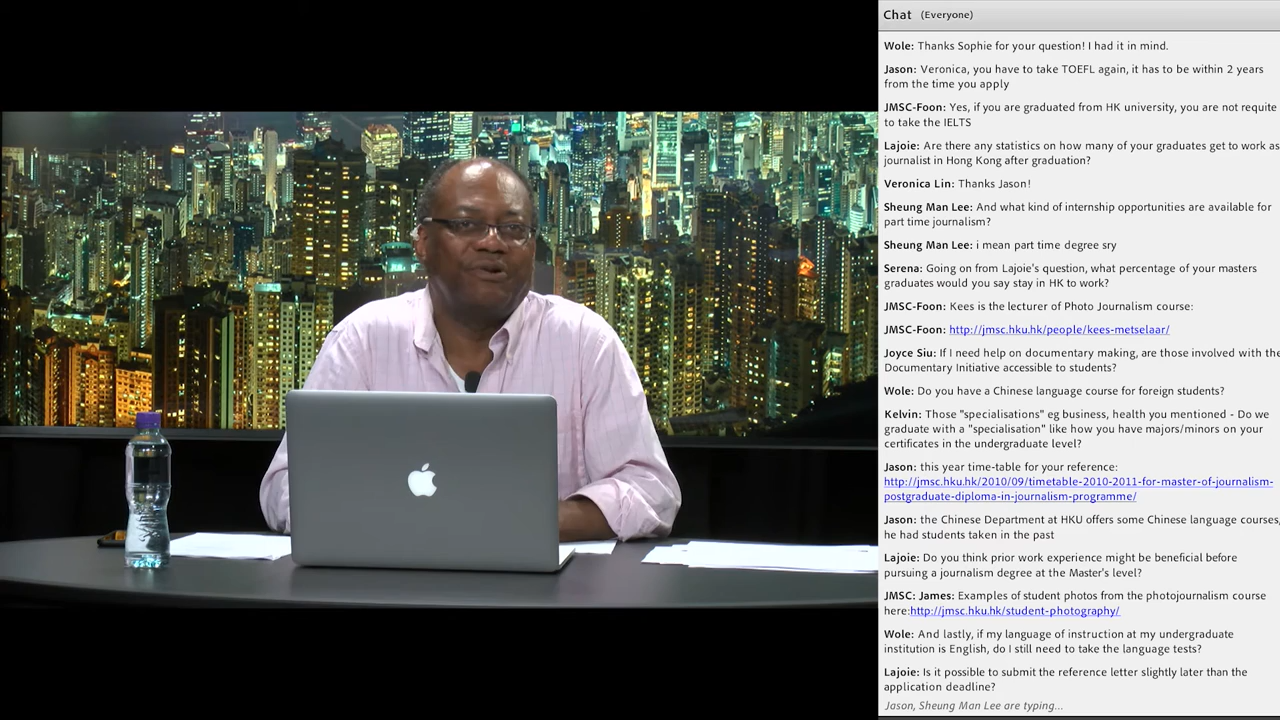 Chat (Everyone)
Wole: Thanks Sophie for your question! I had it in mind.
Jason: Veronica, you have to take TOEFL again, it has to be within 2 years
from the time you apply
JMSC-Foon: Yes, if you are graduated from HK university, you are not requite
to take the IELTS
Lajoie: Are there any statistics on how many of your graduates get to work as
journalist in Hong Kong after graduation?
Veronica Lin: Thanks Jason!
Sheung Man Lee: And what kind of internship opportunities are available for
part time journalism?
Sheung Man Lee: i mean part time degree sry
Serena: Going on from Lajoie's question, what percentage of your masters
graduates would you say stay in HK to work?
JMSC-Foon: Kees is the lecturer of Photo Journalism course:
JMSC-Foon: http://jmsc.hku.hk/people/kees-metselaar/
Joyce Siu: If I need help on documentary making, are those involved with the
Documentary Initiative accessible to students?
Wole: Do you have a Chinese language course for foreign students?
Kelvin: Those "specialisations" eg business, health you mentioned - Do we
graduate with a "specialisation" like how you have majors/minors on your
certificates in the undergraduate level?
Jason: this year time-table for your reference:
http://jmsc.hku.hk/2010/09/timetable-2010-2011-for-master-of-journalism-
postgraduate-diploma-in-journalism-programme/
Jason: the Chinese Department at HKU offers some Chinese language courses,
he had students taken in the past
Lajoie: Do you think prior work experience might be beneficial before
pursuing a journalism degree at the Master's level?
JMSC: James: Examples of student photos from the photojournalism course
here:http://jmsc.hku.hk/student-photography/
Wole: And lastly, if my language of instruction at my undergraduate
institution is English, do I still need to take the language tests?
Lajoie: Is it possible to submit the reference letter slightly later than the
application deadline?
Jason, Sheung Man Lee are typing...